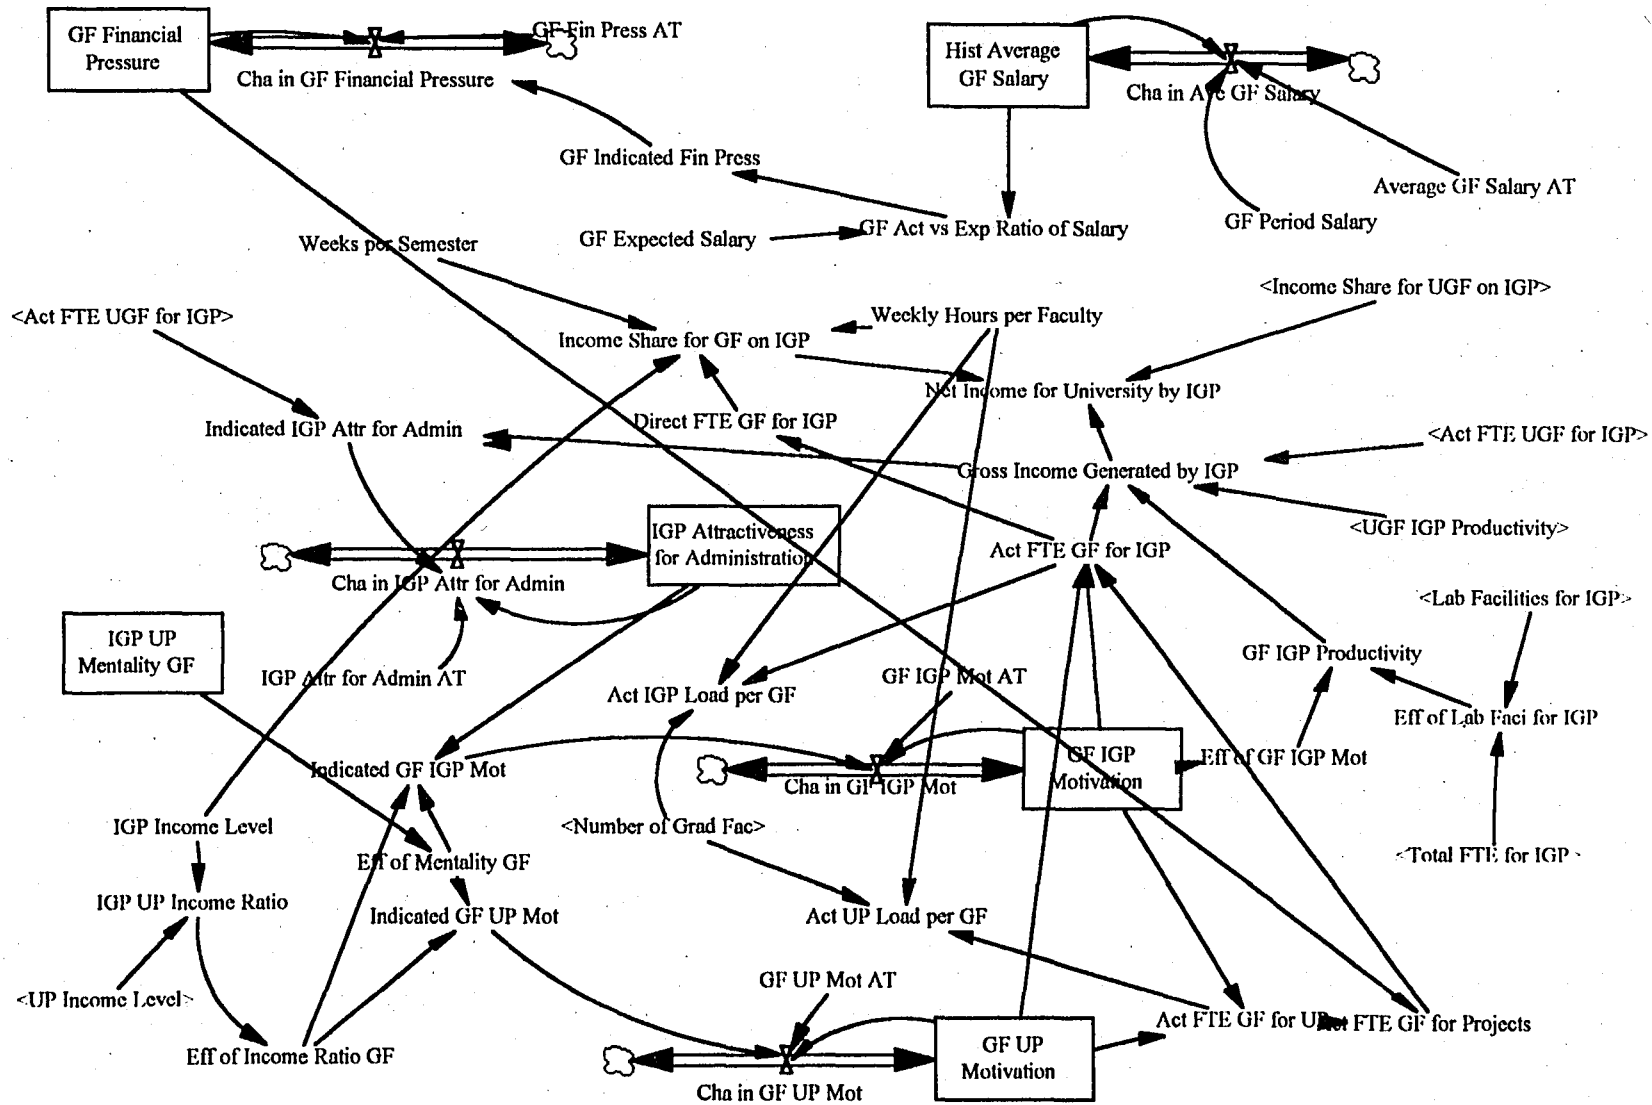 GF Financial
Pressure
GF Fin Press AT
Cha in GF Financial Pressure
Hist Average
GF Salary
Cha in Ave GF Salary
GF Indicated Fin Press
Average GF Salary AT
GF Period Salary
GF Expected Salary
GF Act vs Exp Ratio of Salary
Weeks per Semester
<Income Share for UGF on IGP>
<Act FTE UGF for IGP>
Weekly Hours per Faculty
Income Share for GF on IGP
Net Income for University by IGP
Direct FTE GF for IGP
Indicated IGP Attr for Admin
<Act FTE UGF for IGP>
Gross Income Generated by IGP
<UGF IGP Productivity>
IGP Attractiveness
for Administration
Act FTE GF for IGP
Cha in IGP Attr for Admin
<Lab Facilities for IGP>
IGP UP
Mentality GF
GF IGP Productivity
IGP Attr for Admin AT
GF IGP Mot AT
Act IGP Load per GF
Eff of Lab Faci for IGP
Indicated GF IGP Mot
GF IGP
Motivation
Eff of GF IGP Mot
Cha in GF IGP Mot
IGP Income Level
<Number of Grad Fac>
<Total FTE for IGP>
Eff of Mentality GF
IGP UP Income Ratio
Indicated GF UP Mot
Act UP Load per GF
<UP Income Level>
GF UP Mot AT
Act FTE GF for UP
Act FTE GF for Projects
Eff of Income Ratio GF
GF UP
Motivation
Cha in GF UP Mot